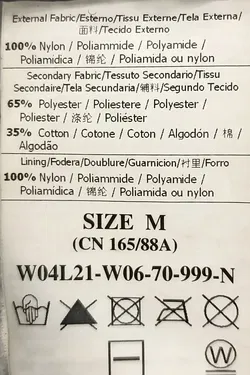 External Fabric/Esterno/Tissu Externe/Tela Externa/
面料/Tecido Externo
100% Nylon / Poliammide / Polyamide /
Poliamídica / 锦纶 / Poliamida ou nylon
Secondary Fabric/Tessuto Secondario/Tissu
Secondaire/Tela Secundaria/辅料/Segundo Tecido
65% Polyester / Poliestere / Polyester /
Poliester / 涤纶 / Poliéster
35% Cotton / Cotone / Coton / Algodón / 棉 /
Algodão
Lining/Fodera/Doublure/Guarnicion/衬里/Forro
100% Nylon / Poliammide / Polyamide /
Poliamídica / 锦纶 / Poliamida ou nylon
SIZE M
(CN 165/88A)
W04L21-W06-70-999-N
W